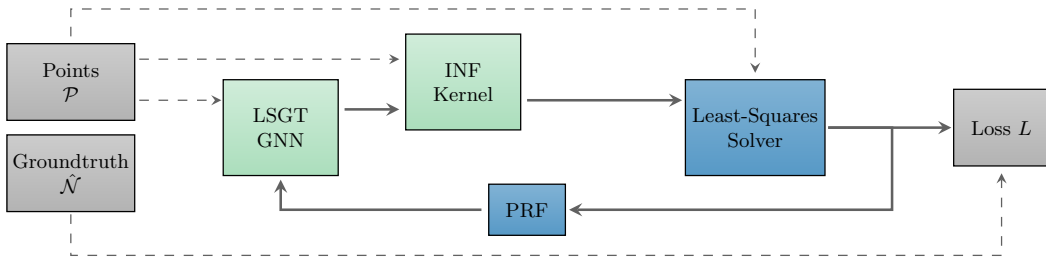 Points
𝒫
Groundtruth
𝒩̂
LSGT
GNN
INF
Kernel
Least-Squares
Solver
PRF
Loss L